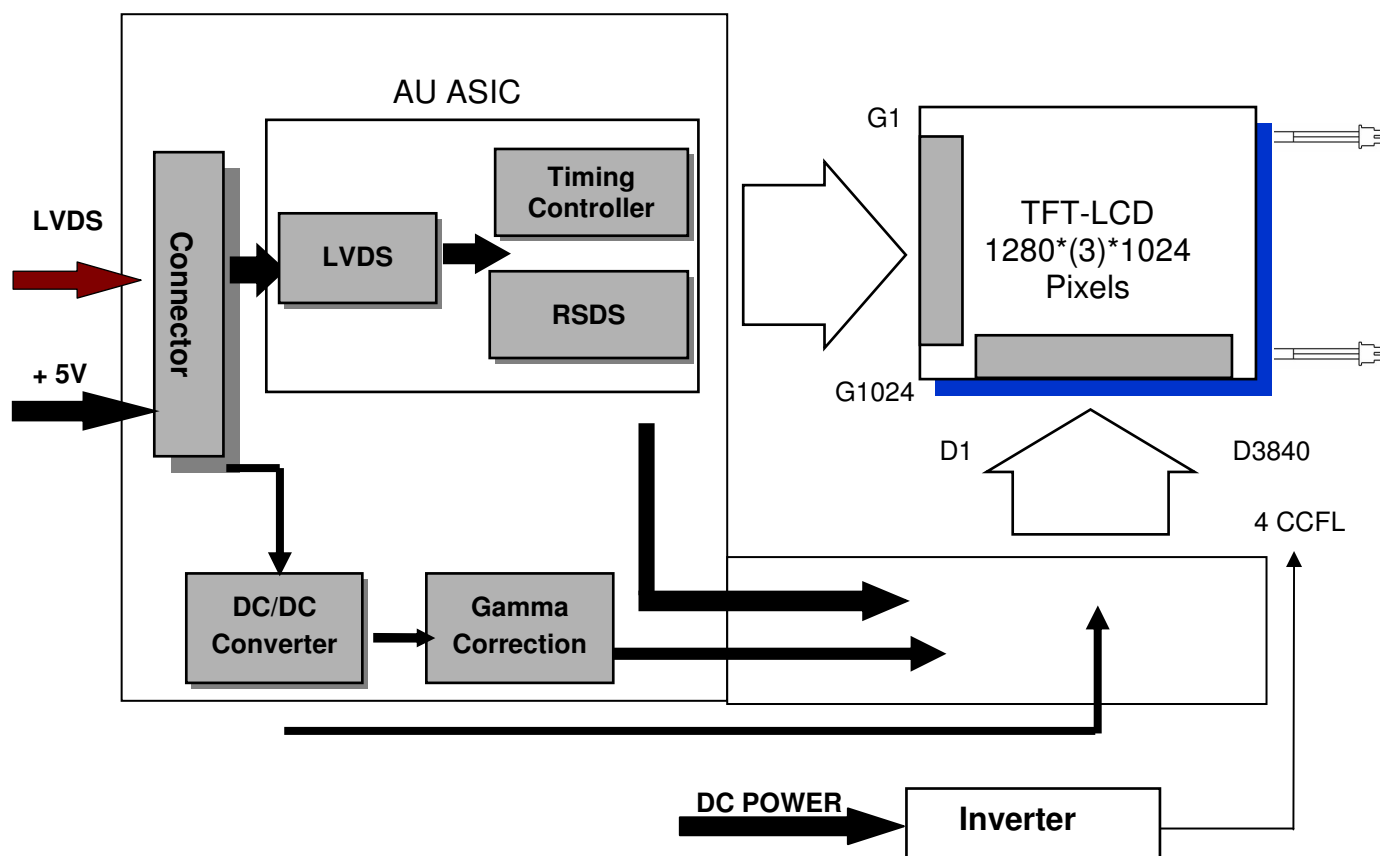 AU ASIC
G1
Timing
Controller
LVDS
TFT-LCD
1280*(3)*1024
Pixels
Connector
LVDS
RSDS
+ 5V
G1024
D1
D3840
4 CCFL
DC/DC
Converter
Gamma
Correction
DC POWER
Inverter